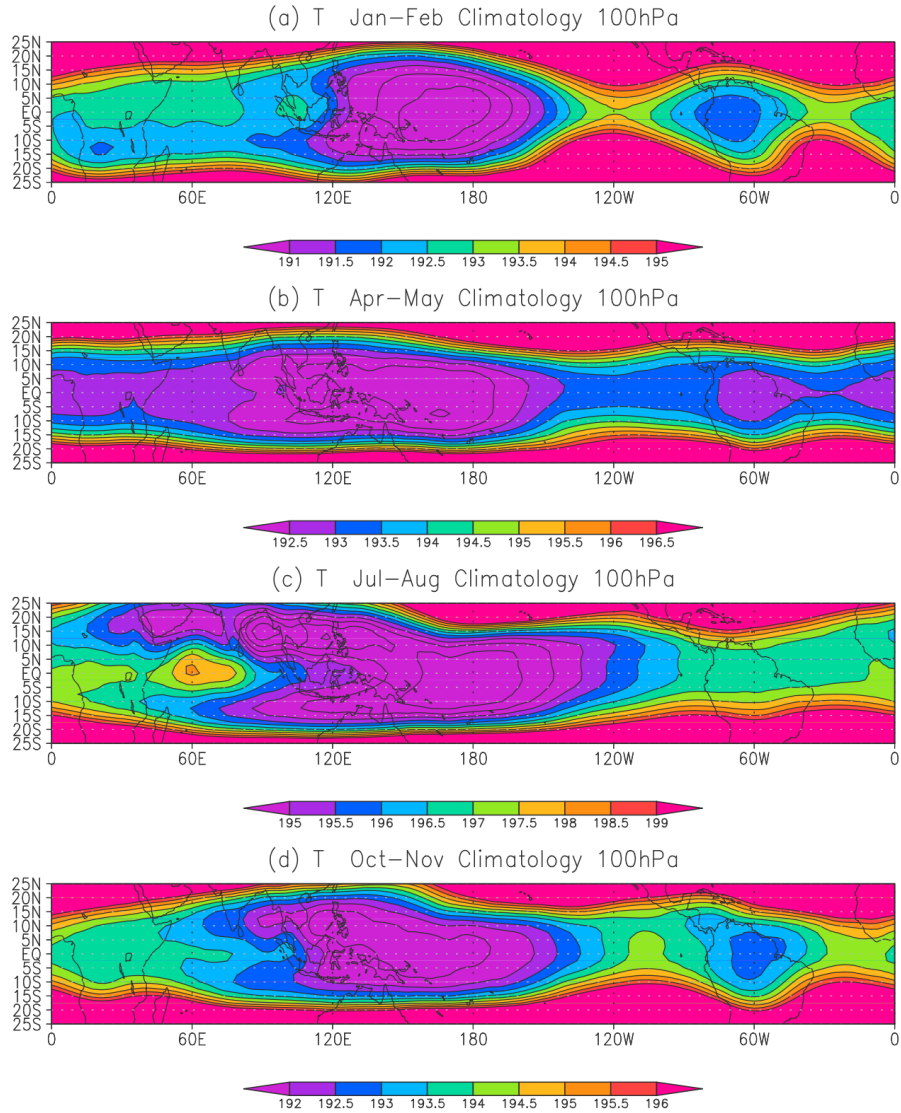 (a) T Jan-Feb Climatology 100hPa
25N
20N
15N
10N
5N
EQ
5S
10S
15S
20S
25S
0 60E 120E 180 120W 60W 0
191 191.5 192 192.5 193 193.5 194 194.5 195
(b) T Apr-May Climatology 100hPa
25N
20N
15N
10N
5N
EQ
5S
10S
15S
20S
25S
0 60E 120E 180 120W 60W 0
192.5 193 193.5 194 194.5 195 195.5 196 196.5
(c) T Jul-Aug Climatology 100hPa
25N
20N
15N
10N
5N
EQ
5S
10S
15S
20S
25S
0 60E 120E 180 120W 60W 0
195 195.5 196 196.5 197 197.5 198 198.5 199
(d) T Oct-Nov Climatology 100hPa
25N
20N
15N
10N
5N
EQ
5S
10S
15S
20S
25S
0 60E 120E 180 120W 60W 0
192 192.5 193 193.5 194 194.5 195 195.5 196